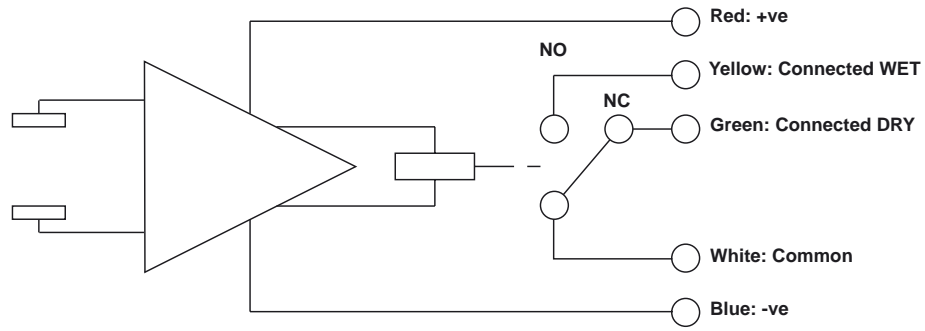 Red: +ve
NO
Yellow: Connected WET
NC
Green: Connected DRY
White: Common
Blue: -ve